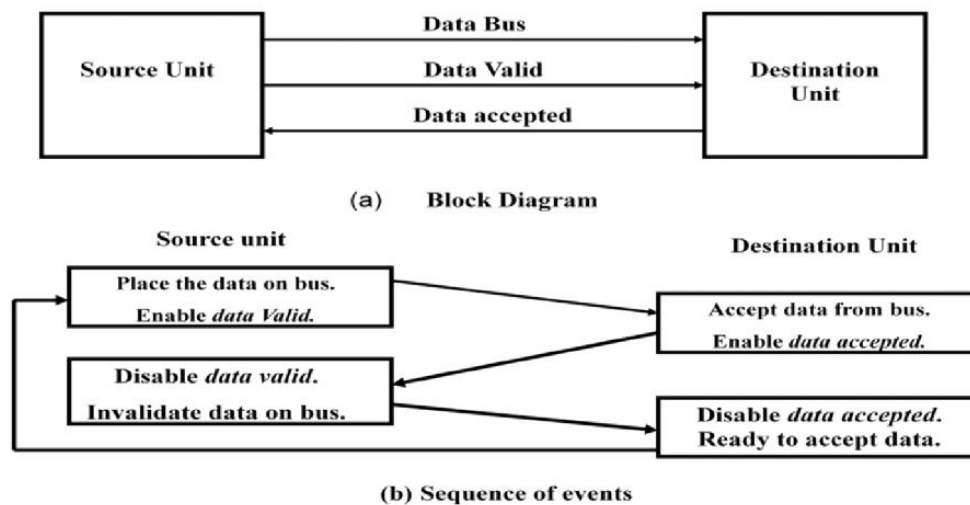 Data Bus
Source Unit
Data Valid
Destination
Unit
Data accepted
(a) Block Diagram
Source unit
Destination Unit
Place the data on bus.
Enable data Valid.
Accept data from bus.
Enable data accepted.
Disable data valid.
Invalidate data on bus.
Disable data accepted.
Ready to accept data.
(b) Sequence of events